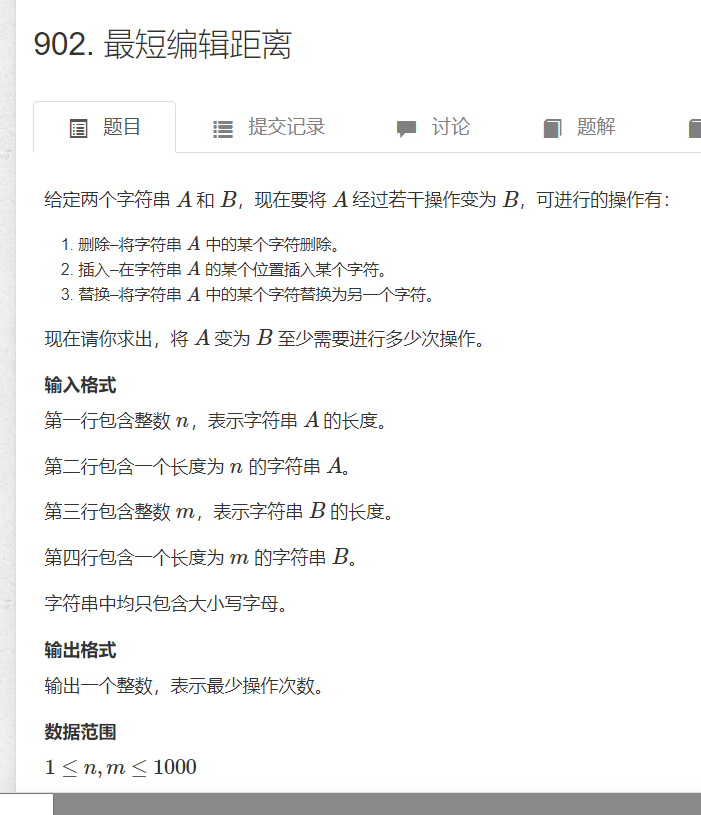 902. 最短编辑距离
题目 提交记录 讨论 题解
给定两个字符串 A 和 B，现在要将 A 经过若干操作变为 B，可进行的操作有：
1. 删除–将字符串 A 中的某个字符删除。
2. 插入–在字符串 A 的某个位置插入某个字符。
3. 替换–将字符串 A 中的某个字符替换为另一个字符。
现在请你求出，将 A 变为 B 至少需要进行多少次操作。
输入格式
第一行包含整数 n，表示字符串 A 的长度。
第二行包含一个长度为 n 的字符串 A。
第三行包含整数 m，表示字符串 B 的长度。
第四行包含一个长度为 m 的字符串 B。
字符串中均只包含大小写字母。
输出格式
输出一个整数，表示最少操作次数。
数据范围
1 ≤ n, m ≤ 1000